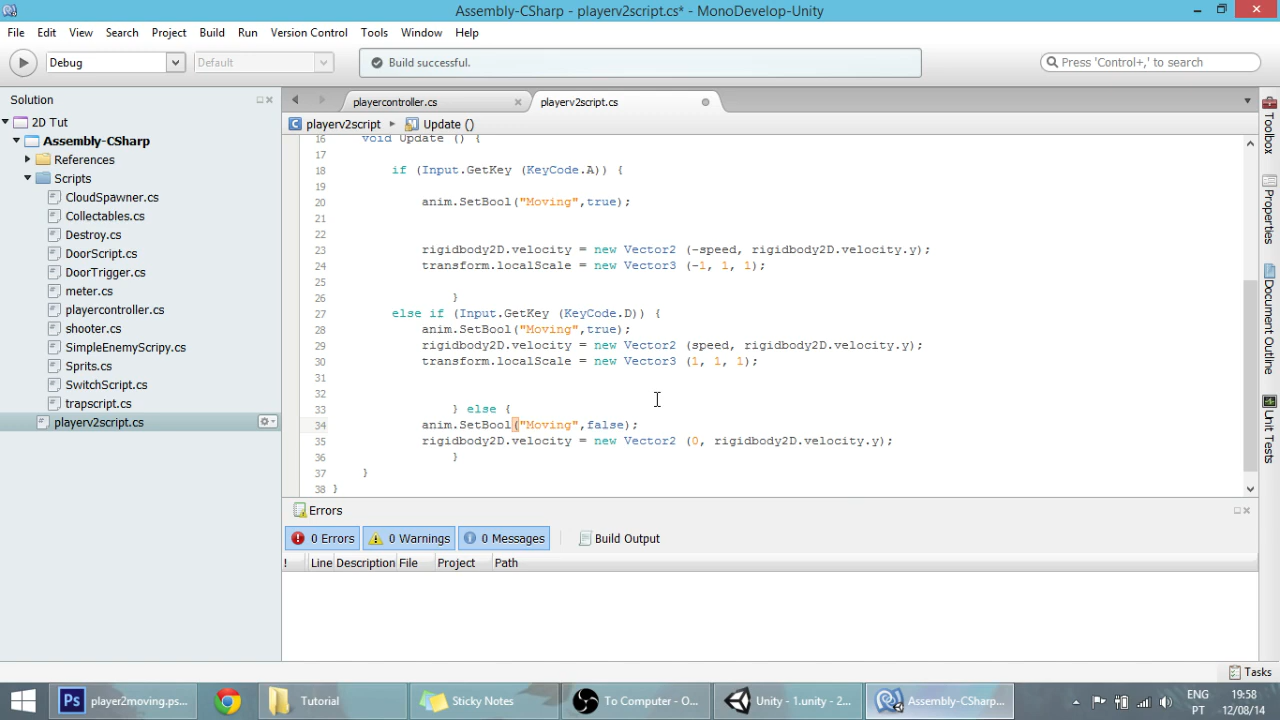 Assembly-CSharp - playerv2script.cs* - MonoDevelop-Unity
File Edit View Search Project Build Run Version Control Tools Window Help
Debug Default Build successful. Press 'Control+,' to search
Solution
2D Tut
Assembly-CSharp
References
Scripts
CloudSpawner.cs
Collectables.cs
Destroy.cs
DoorScript.cs
DoorTrigger.cs
meter.cs
playercontroller.cs
shooter.cs
SimpleEnemyScripy.cs
Sprits.cs
SwitchScript.cs
trapscript.cs
playerv2script.cs
playercontroller.cs playerv2script.cs
playerv2script Update ()
16 void Update () {
17
18 if (Input.GetKey (KeyCode.A)) {
19
20 anim.SetBool("Moving",true);
21
22
23 rigidbody2D.velocity = new Vector2 (-speed, rigidbody2D.velocity.y);
24 transform.localScale = new Vector3 (-1, 1, 1);
25
26 }
27 else if (Input.GetKey (KeyCode.D)) {
28 anim.SetBool("Moving",true);
29 rigidbody2D.velocity = new Vector2 (speed, rigidbody2D.velocity.y);
30 transform.localScale = new Vector3 (1, 1, 1);
31
32
33 } else {
34 anim.SetBool("Moving",false);
35 rigidbody2D.velocity = new Vector2 (0, rigidbody2D.velocity.y);
36 }
37 }
38 }
Errors
0 Errors 0 Warnings 0 Messages Build Output
! Line Description File Project Path
Toolbox
Properties
Document Outline
Unit Tests
Tasks
Ps player2moving.ps... Tutorial Sticky Notes To Computer - O... Unity - 1.unity - 2... Assembly-CSharp... ENG 19:58
PT 12/08/14